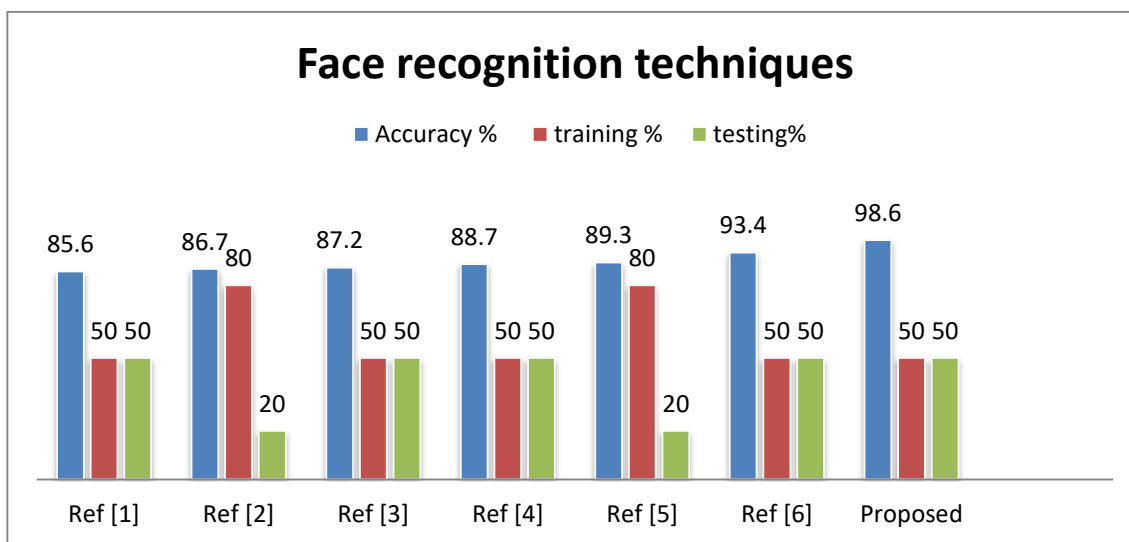 Face recognition techniques
Accuracy % training % testing%
85.6 50 50
86.7 80 20
87.2 50 50
88.7 50 50
89.3 80 20
93.4 50 50
98.6 50 50
Ref [1] Ref [2] Ref [3] Ref [4] Ref [5] Ref [6] Proposed